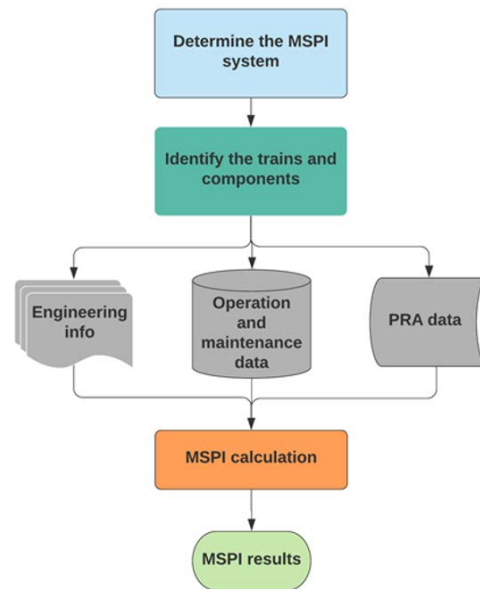 Determine the MSPI
system
Identify the trains and
components
Engineering
info
Operation
and
maintenance
data
PRA data
MSPI calculation
MSPI results